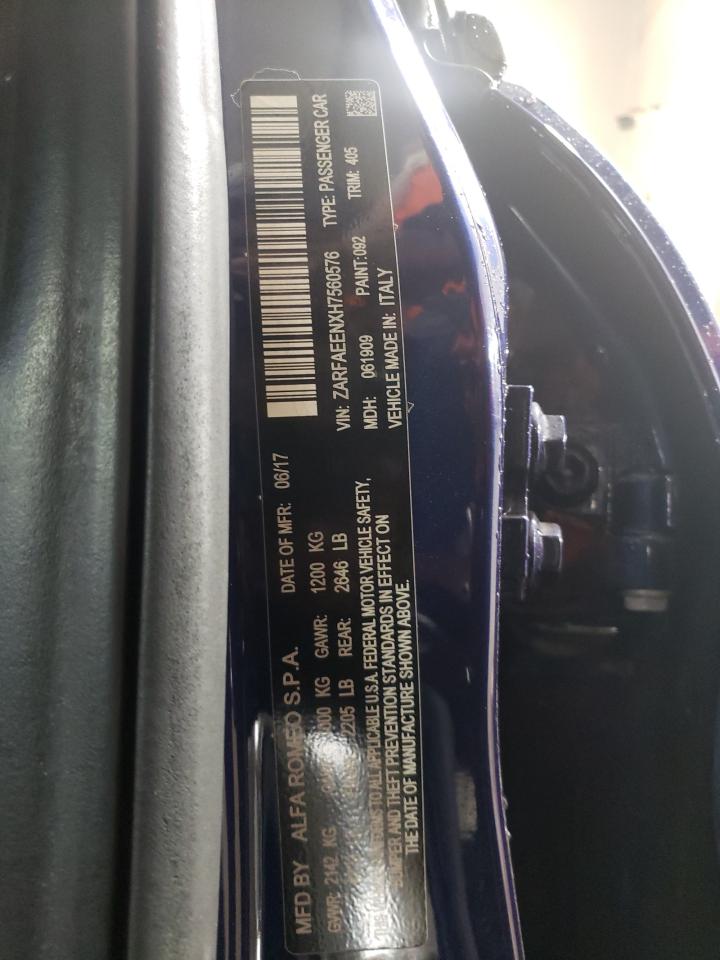 MFD BY ALFA ROMEO S.P.A. DATE OF MFR: 06/17
GVWR: 2142 KG GAWR: 1200 KG
2205 LB REAR: 2646 LB
TO ALL APPLICABLE U.S.A. FEDERAL MOTOR VEHICLE SAFETY,
BUMPER AND THEFT PREVENTION STANDARDS IN EFFECT ON
THE DATE OF MANUFACTURE SHOWN ABOVE.
VIN: ZARFAEENXH7560576 TYPE: PASSENGER CAR
MDH: 061909 PAINT: 092 TRIM: 405
VEHICLE MADE IN: ITALY